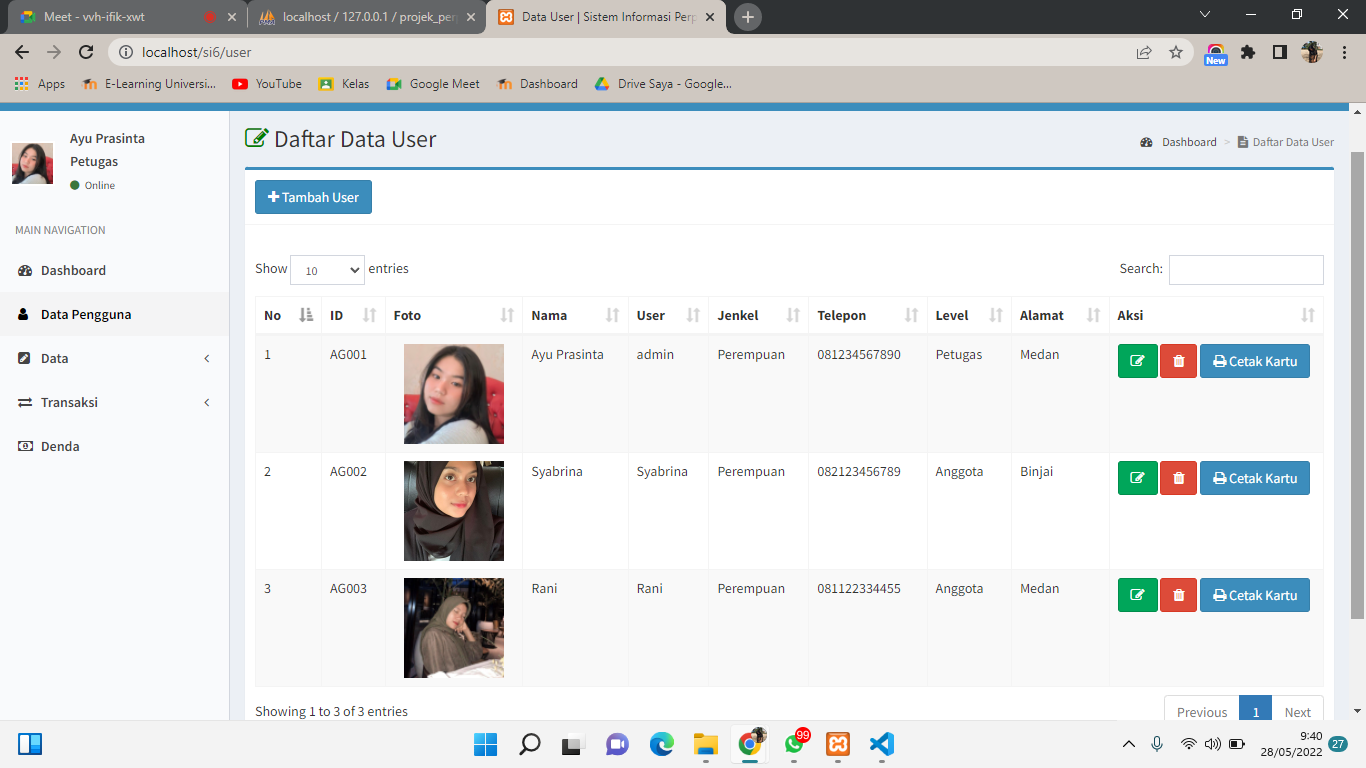 Meet - vvh-ifik-xwt
localhost / 127.0.0.1 / projek_per
Data User | Sistem Informasi Perp
localhost/si6/user
New
Apps
E-Learning Universi...
YouTube
Kelas
Google Meet
Dashboard
Drive Saya - Google...
Ayu Prasinta
Petugas
Online
MAIN NAVIGATION
Dashboard
Data Pengguna
Data
Transaksi
Denda
Daftar Data User
Dashboard > Daftar Data User
Tambah User
Show 10 entries
Search:
No ID Foto Nama User Jenkel Telepon Level Alamat Aksi
1 AG001 Ayu Prasinta admin Perempuan 081234567890 Petugas Medan Cetak Kartu
2 AG002 Syabrina Syabrina Perempuan 082123456789 Anggota Binjai Cetak Kartu
3 AG003 Rani Rani Perempuan 081122334455 Anggota Medan Cetak Kartu
Showing 1 to 3 of 3 entries
Previous 1 Next
99
9:40
28/05/2022
27